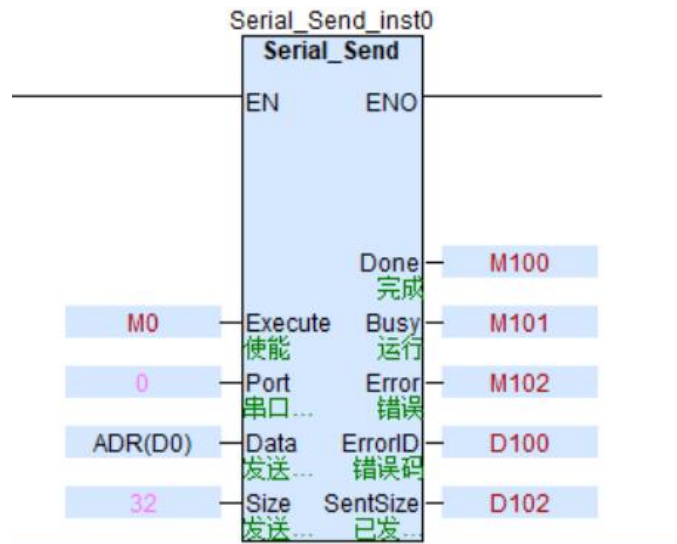 Serial_Send_inst0
Serial_Send
EN ENO
Done M100
完成
M0 Execute Busy M101
使能 运行
0 Port Error M102
串口... 错误
ADR(D0) Data ErrorID D100
发送... 错误码
32 Size SentSize D102
发送... 已发...